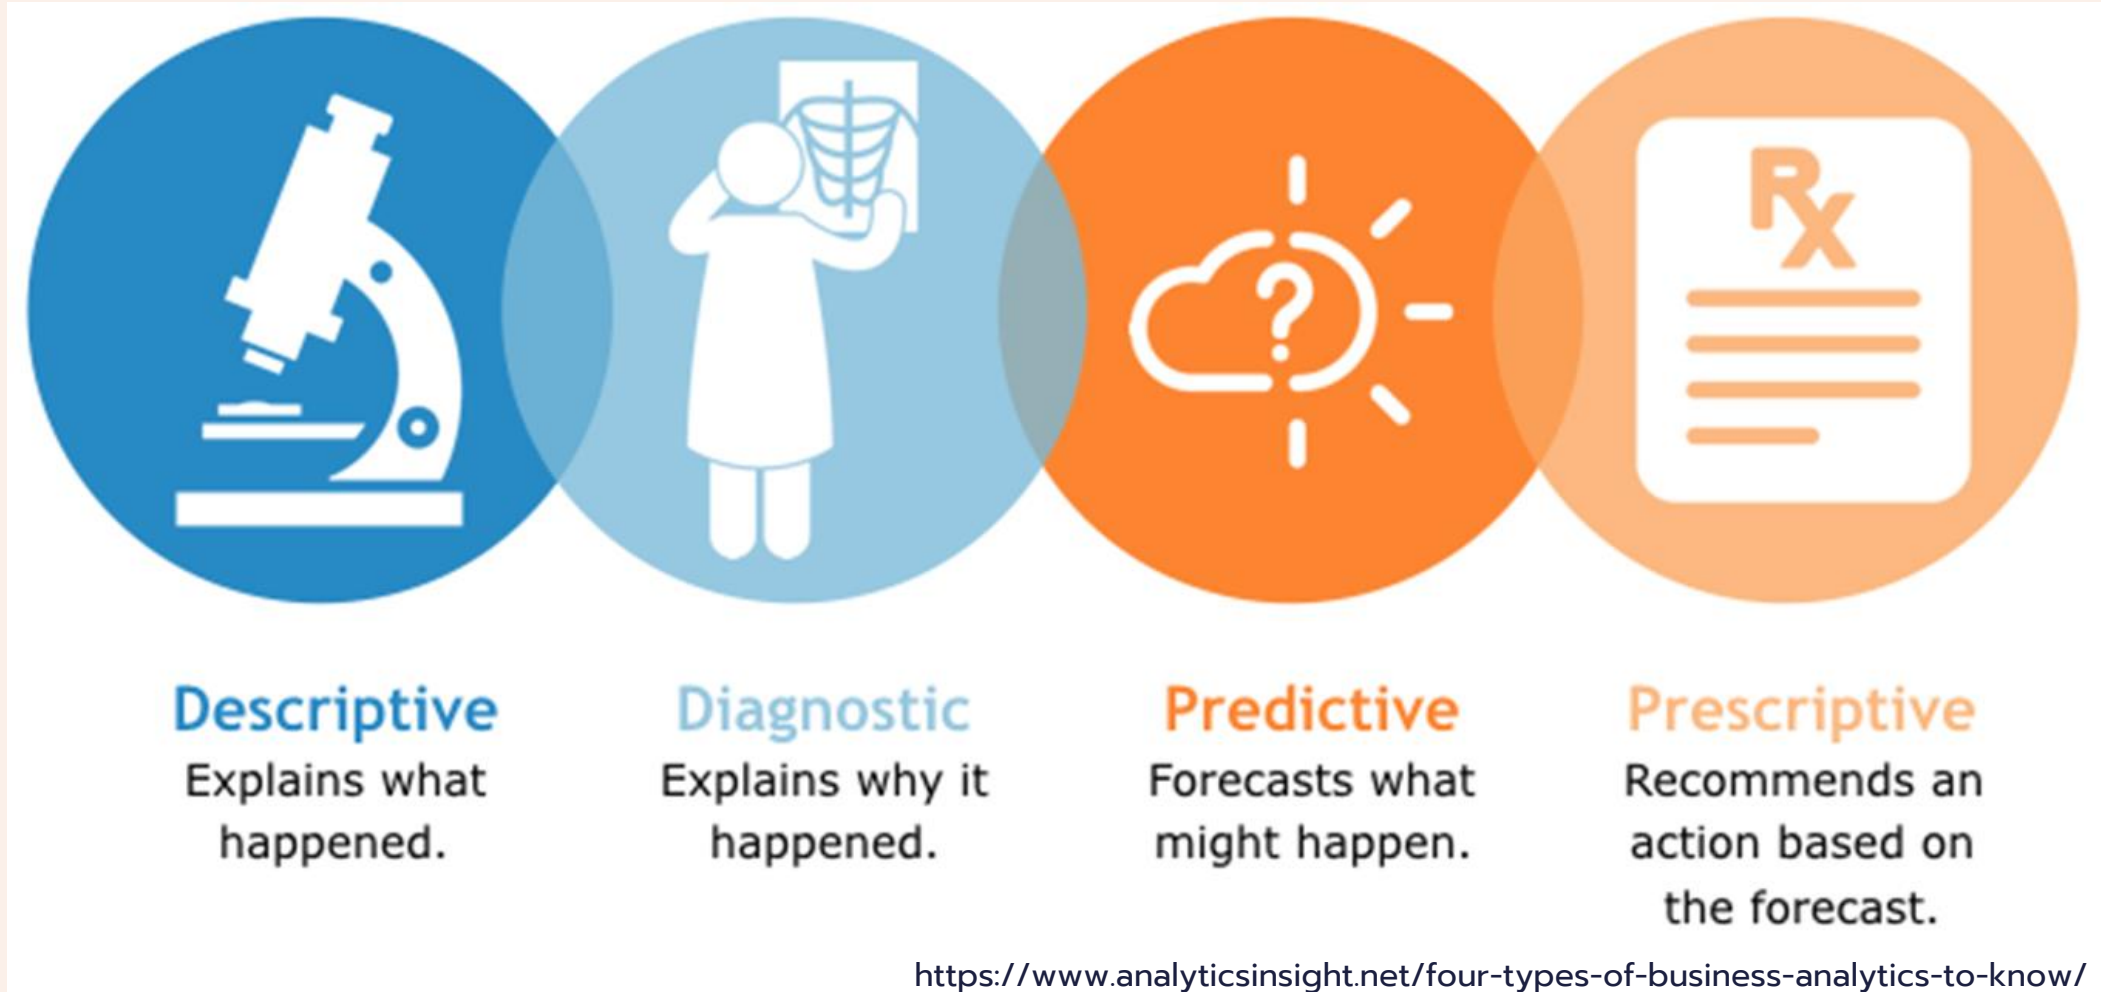 Rx
Descriptive
Explains what
happened.
Diagnostic
Explains why it
happened.
Predictive
Forecasts what
might happen.
Prescriptive
Recommends an
action based on
the forecast.
https://www.analyticsinsight.net/four-types-of-business-analytics-to-know/
?